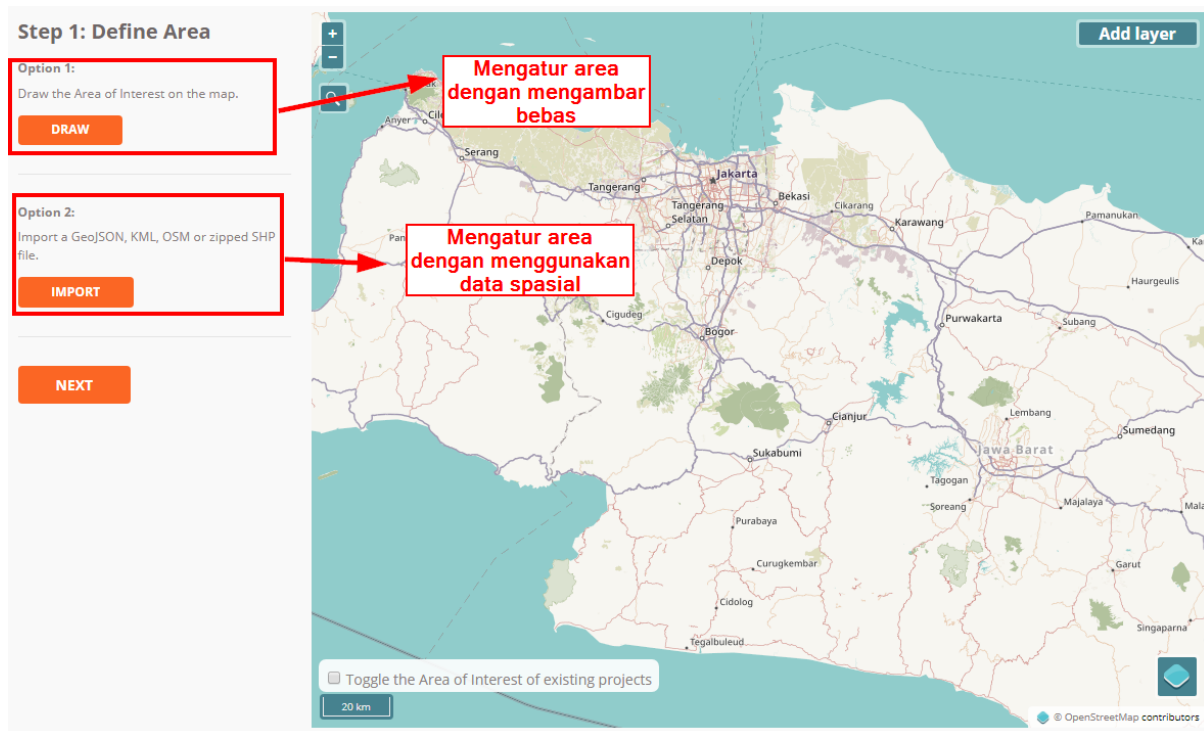 Step 1: Define Area
Option 1:
Draw the Area of Interest on the map.
DRAW
Option 2:
Import a GeoJSON, KML, OSM or zipped SHP
file.
IMPORT
NEXT
+
−
Add layer
Mengatur area
dengan mengambar
bebas
Anyer
Serang
Jakarta
Tangerang
Bekasi
Tangerang
Selatan
Cikarang
Karawang
Pamanukan
Mengatur area
dengan menggunakan
data spasial
Depok
Haurgeulis
Cigudeg
Bogor
Purwakarta
Subang
Cianjur
Lembang
Sumedang
Jawa Barat
Sukabumi
Tagogan
Soreang
Majalaya
Purabaya
Curugkembar
Garut
Cidolog
Singaparna
Tegalbuleud
Toggle the Area of Interest of existing projects
20 km
© OpenStreetMap contributors